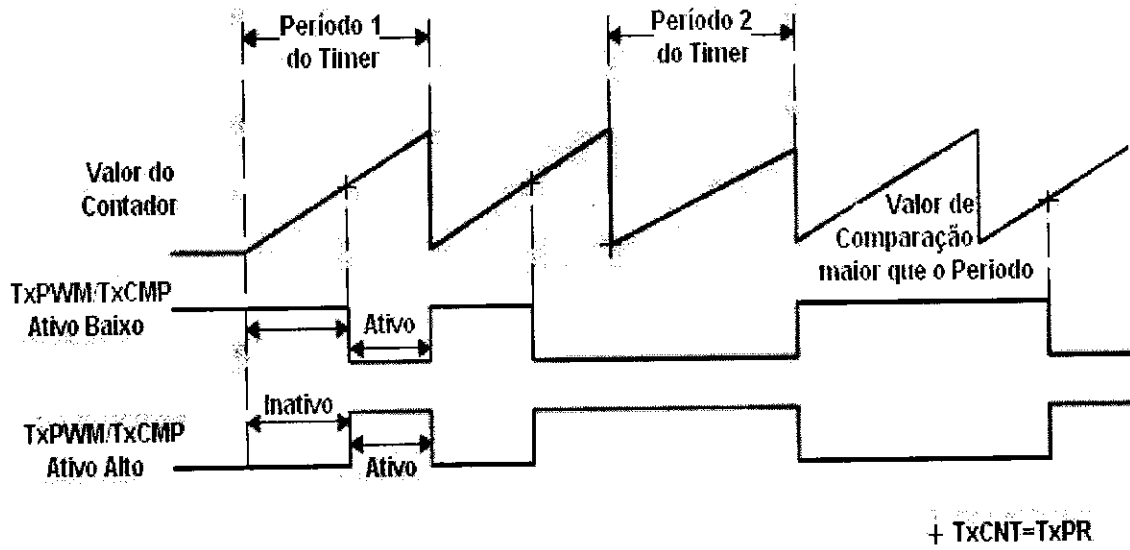 Período 1
do Timer
Período 2
do Timer
Valor do
Contador
Valor de
Comparação
maior que o Periodo
TxPWM/TxCMP
Ativo Baixo
Ativo
Inativo
TxPWM/TxCMP
Ativo Alto
Ativo
+ TxCNT=TxPR